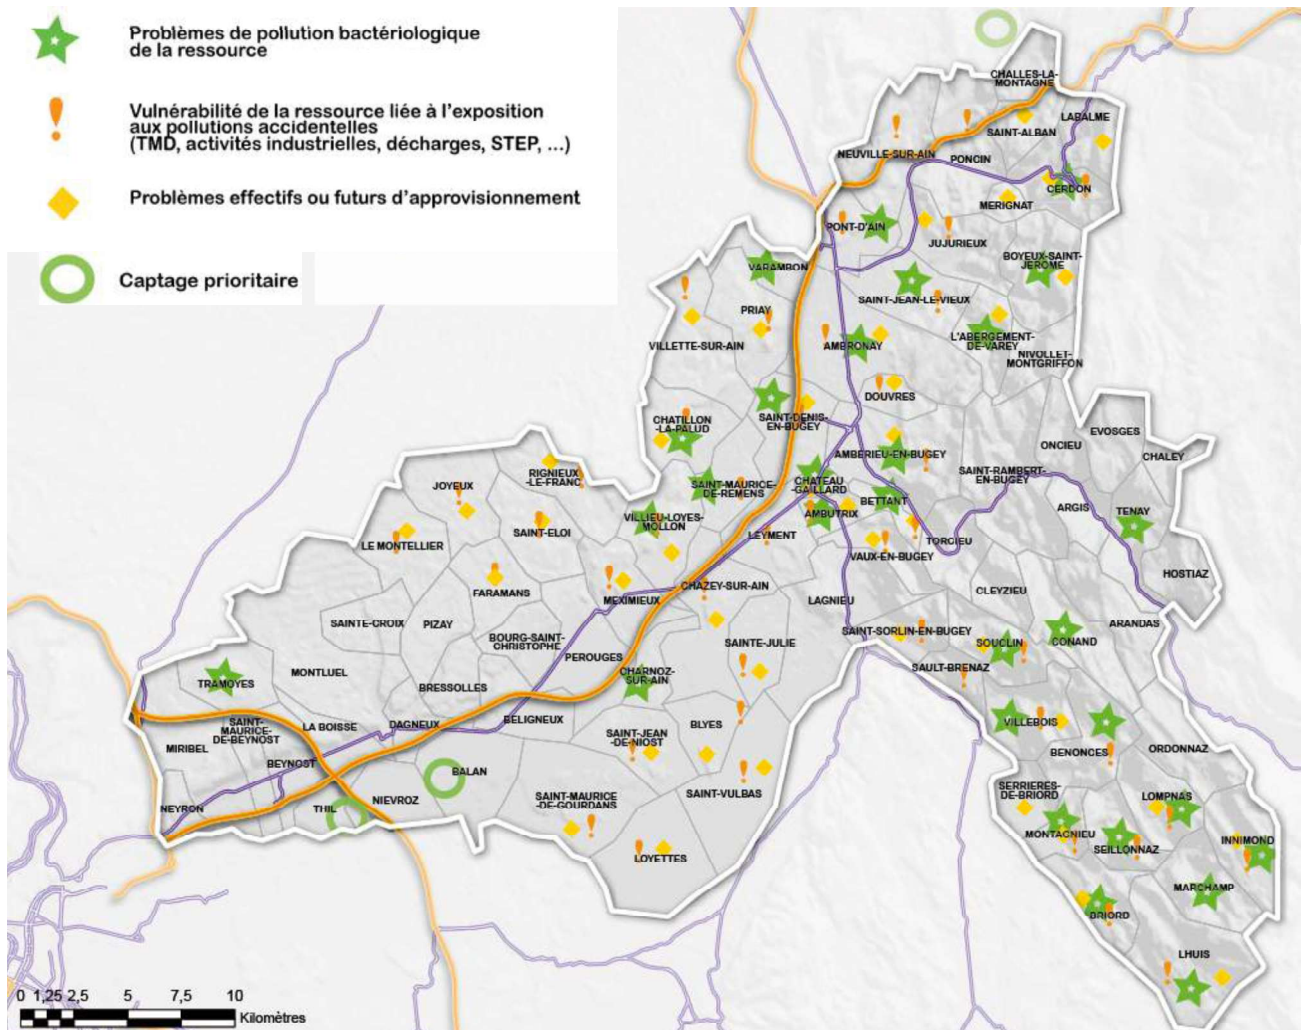 Problèmes de pollution bactériologique
de la ressource
Vulnérabilité de la ressource liée à l'exposition
aux pollutions accidentelles
(TMD, activités industrielles, décharges, STEP, ...)
Problèmes effectifs ou futurs d'approvisionnement
Captage prioritaire
CHALLES-LA-
MONTAGNE
LABALME
SAINT-ALBAN
NEUVILLE-SUR-AIN
PONCIN
CERDON
MERIGNAT
PONT-D'AIN
JUJURIEUX
BOYEUX-SAINT-
JEROME
VARAMBON
SAINT-JEAN-LE-VIEUX
PRIAY
VILLETTE-SUR-AIN
AMBRONAY
L'ABERGEMENT-
DE-VAREY
NIVOLLET-
MONTGRIFFON
DOUVRES
CHATILLON
-LA-PALUD
SAINT-DENIS-
EN-BUGEY
EVOSGES
ONCIEU
CHALEY
AMBERIEU-EN-BUGEY
SAINT-RAMBERT-
EN-BUGEY
RIGNIEUX
-LE-FRANC
JOYEUX
SAINT-MAURICE-
DE-REMENS
CHATEAU
-GAILLARD
BETTANT
ARGIS
TENAY
AMBUTRIX
VILLIEU-LOYES-
MOLLON
SAINT-ELOI
LE MONTELLIER
LEYMENT
VAUX-EN-BUGEY
TORCIEU
HOSTIAZ
FARAMANS
MEXIMIEUX
CHAZEY-SUR-AIN
LAGNIEU
CLEYZIEU
SAINTE-CROIX
PIZAY
BOURG-SAINT-
CHRISTOPHE
SAINTE-JULIE
SAINT-SORLIN-EN-BUGEY
SOUCLIN
CONAND
ARANDAS
PEROUGES
MONTLUEL
TRAMOYES
BRESSOLLES
CHARNOZ-
SUR-AIN
SAULT-BRENAZ
SAINT-
MAURICE-
DE-BEYNOST
LA BOISSE
DAGNEUX
BELIGNEUX
BLYES
VILLEBOIS
SAINT-JEAN
-DE-NIOST
MIRIBEL
BEYNOST
BENONCES
ORDONNAZ
BALAN
SAINT-VULBAS
SERRIERES-
DE-BRIORD
LOMPNAS
NEYRON
THIL
NIEVROZ
SAINT-MAURICE
-DE-GOURDANS
MONTAGNIEU
SEILLONNAZ
INNIMOND
LOYETTES
MARCHAMP
BRIORD
LHUIS
0 1,25 2,5 5 7,5 10
Kilomètres